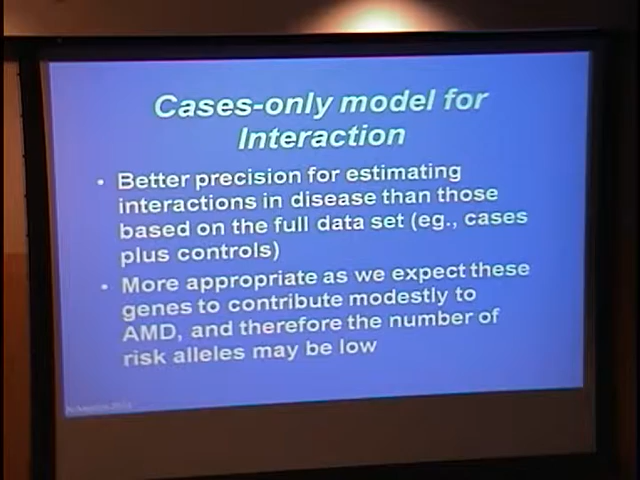 Cases-only model for
Interaction
• Better precision for estimating
interactions in disease than those
based on the full data set (eg., cases
plus controls)
• More appropriate as we expect these
genes to contribute modestly to
AMD, and therefore the number of
risk alleles may be low